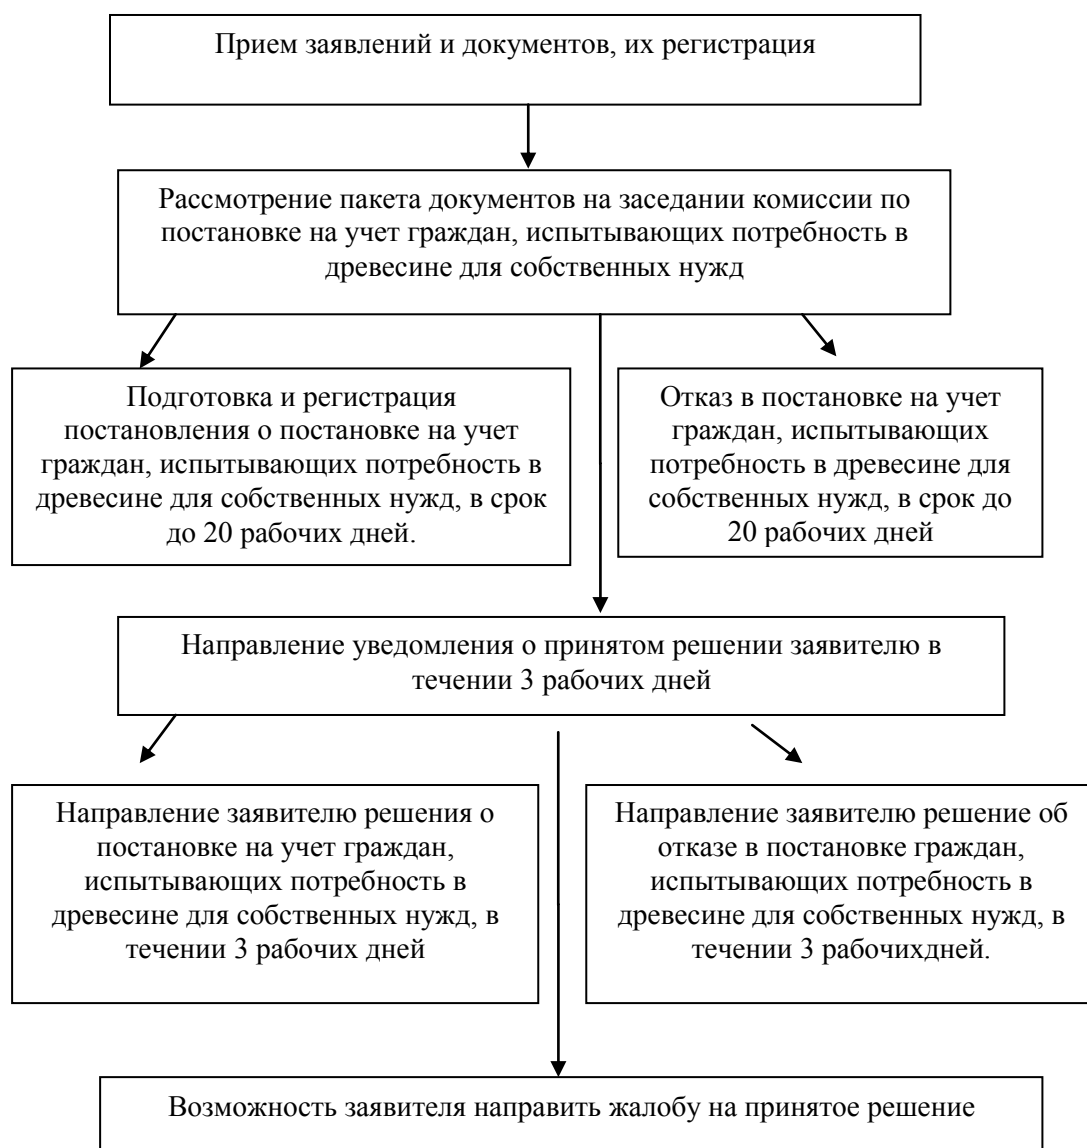 Прием заявлений и документов, их регистрация
Рассмотрение пакета документов на заседании комиссии по
постановке на учет граждан, испытывающих потребность в
древесине для собственных нужд
Подготовка и регистрация
постановления о постановке на учет
граждан, испытывающих потребность в
древесине для собственных нужд, в срок
до 20 рабочих дней.
Отказ в постановке на учет
граждан, испытывающих
потребность в древесине для
собственных нужд, в срок до
20 рабочих дней
Направление уведомления о принятом решении заявителю в
течении 3 рабочих дней
Направление заявителю решения о
постановке на учет граждан,
испытывающих потребность в
древесине для собственных нужд, в
течении 3 рабочих дней
Направление заявителю решение об
отказе в постановке граждан,
испытывающих потребность в
древесине для собственных нужд, в
течении 3 рабочихдней.
Возможность заявителя направить жалобу на принятое решение